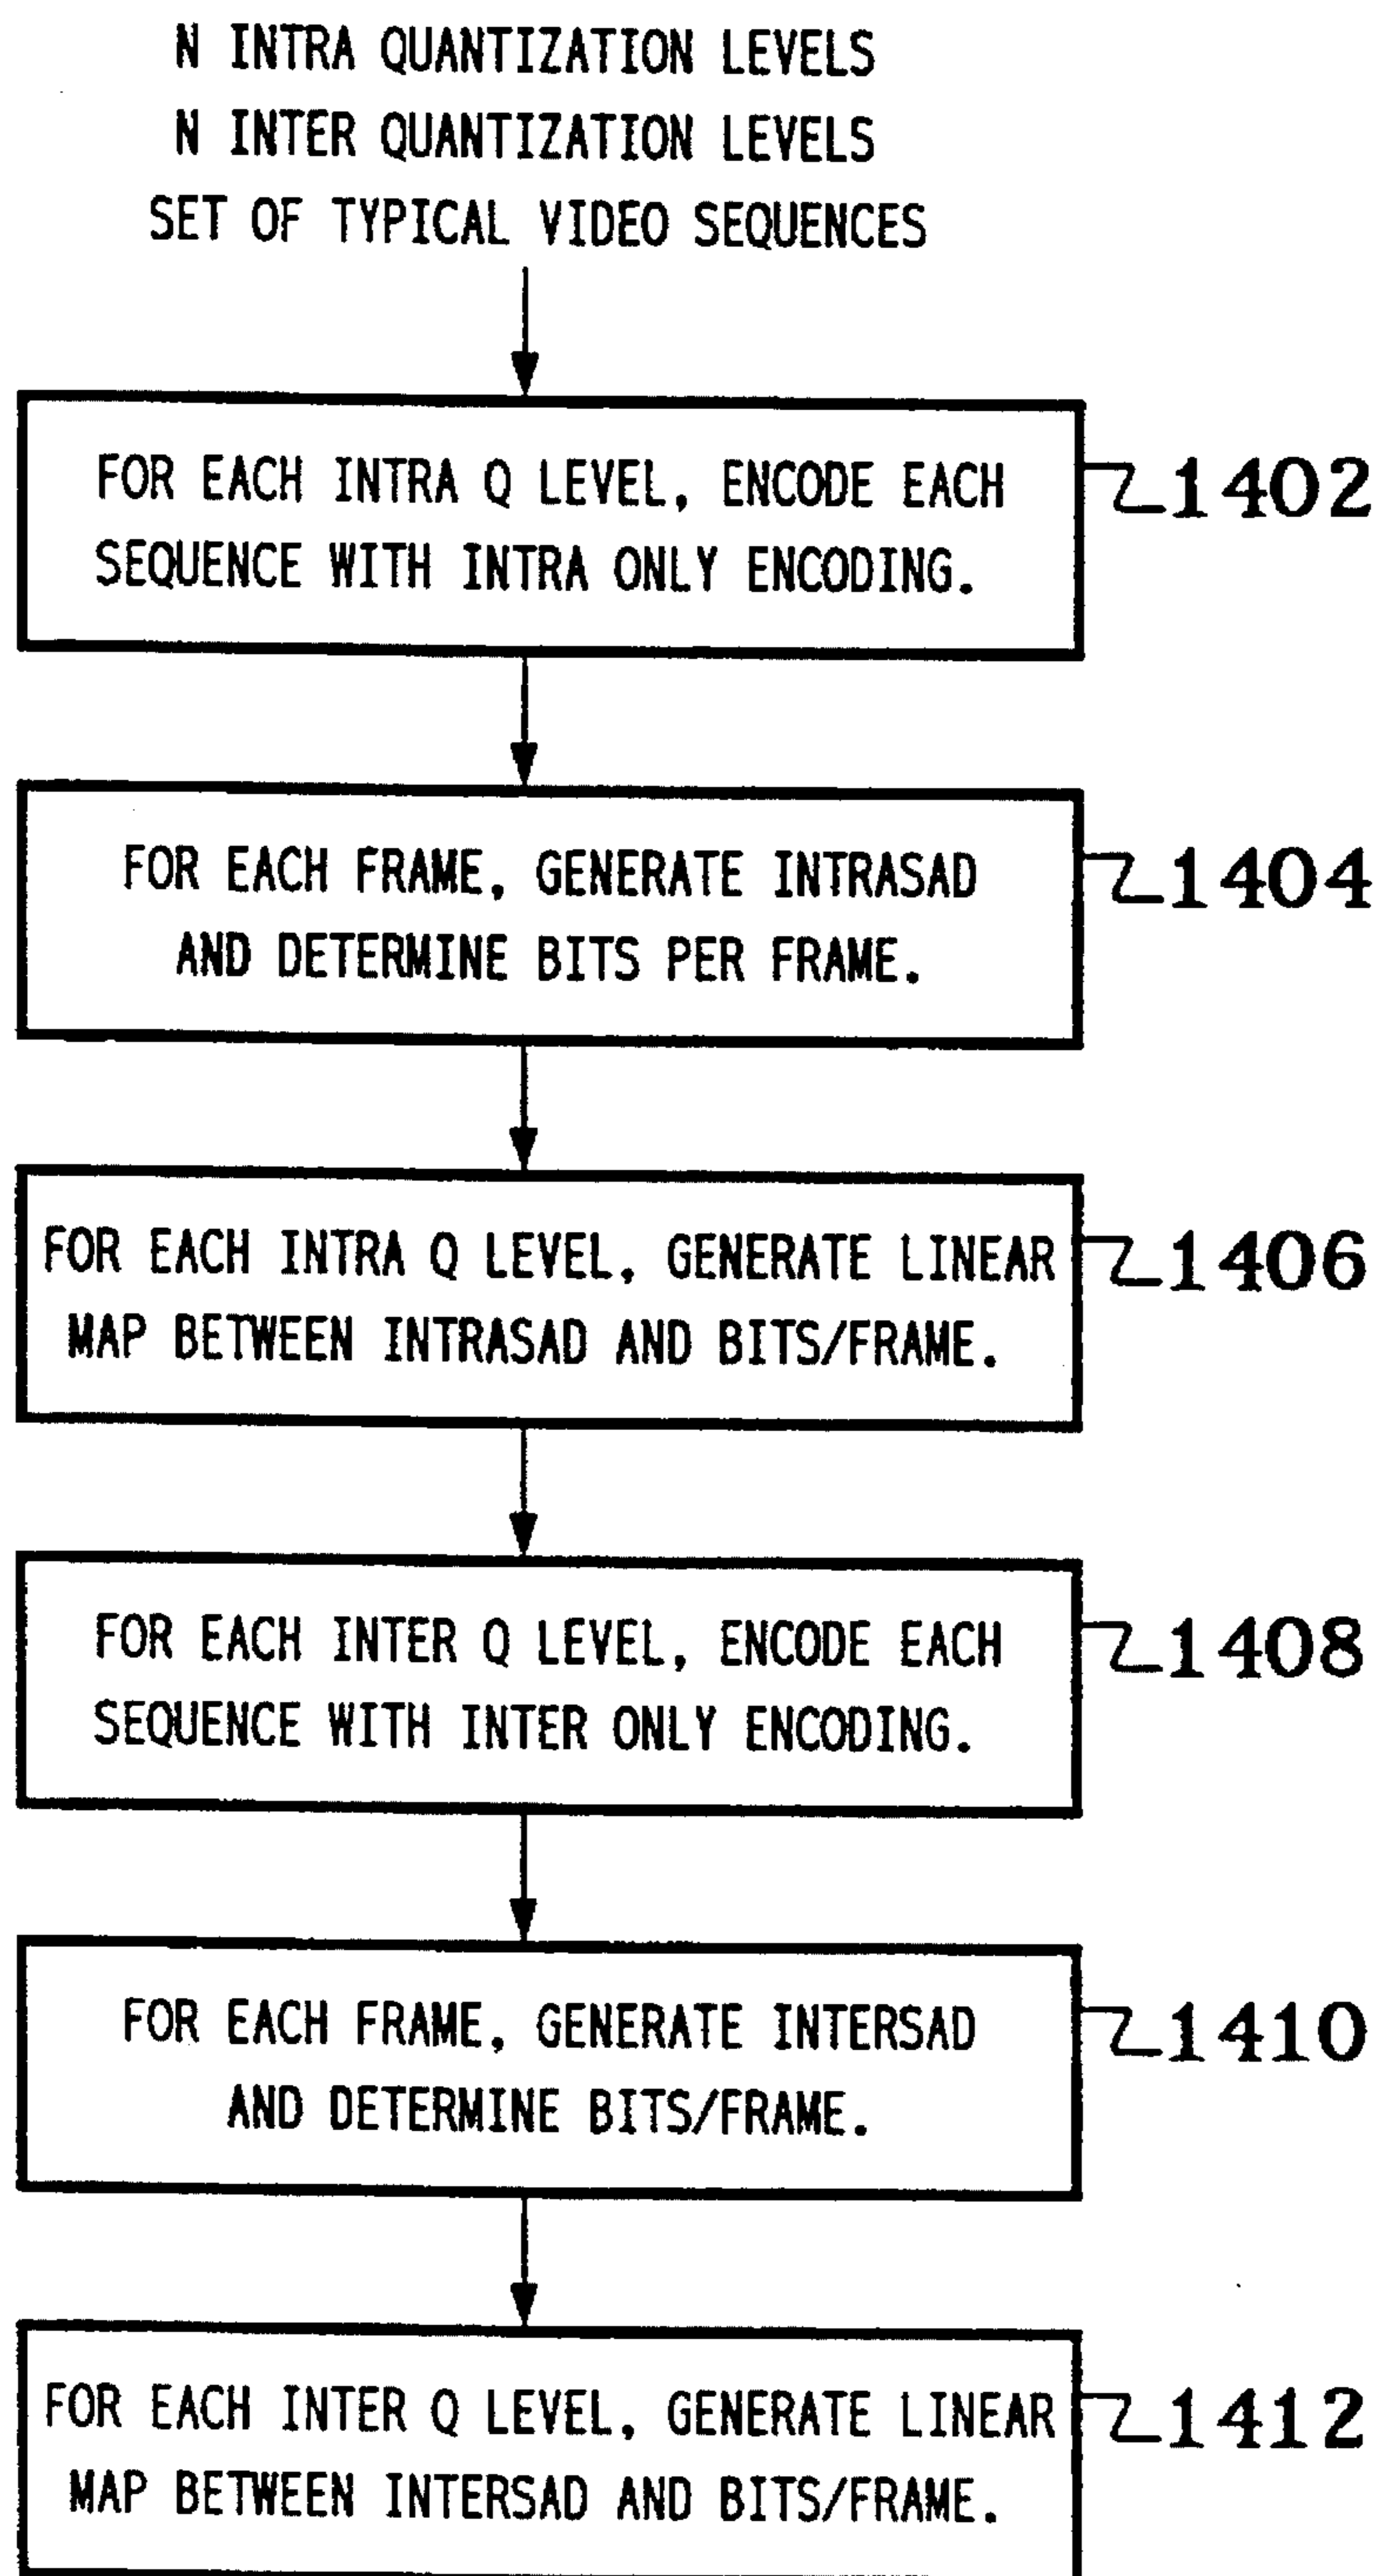 N INTRA QUANTIZATION LEVELS
N INTER QUANTIZATION LEVELS
SET OF TYPICAL VIDEO SEQUENCES
FOR EACH INTRA Q LEVEL, ENCODE EACH
SEQUENCE WITH INTRA ONLY ENCODING.
1402
FOR EACH FRAME, GENERATE INTRASAD
AND DETERMINE BITS PER FRAME.
1404
FOR EACH INTRA Q LEVEL, GENERATE LINEAR
MAP BETWEEN INTRASAD AND BITS/FRAME.
1406
FOR EACH INTER Q LEVEL, ENCODE EACH
SEQUENCE WITH INTER ONLY ENCODING.
1408
FOR EACH FRAME, GENERATE INTERSAD
AND DETERMINE BITS/FRAME.
1410
FOR EACH INTER Q LEVEL, GENERATE LINEAR
MAP BETWEEN INTERSAD AND BITS/FRAME.
1412